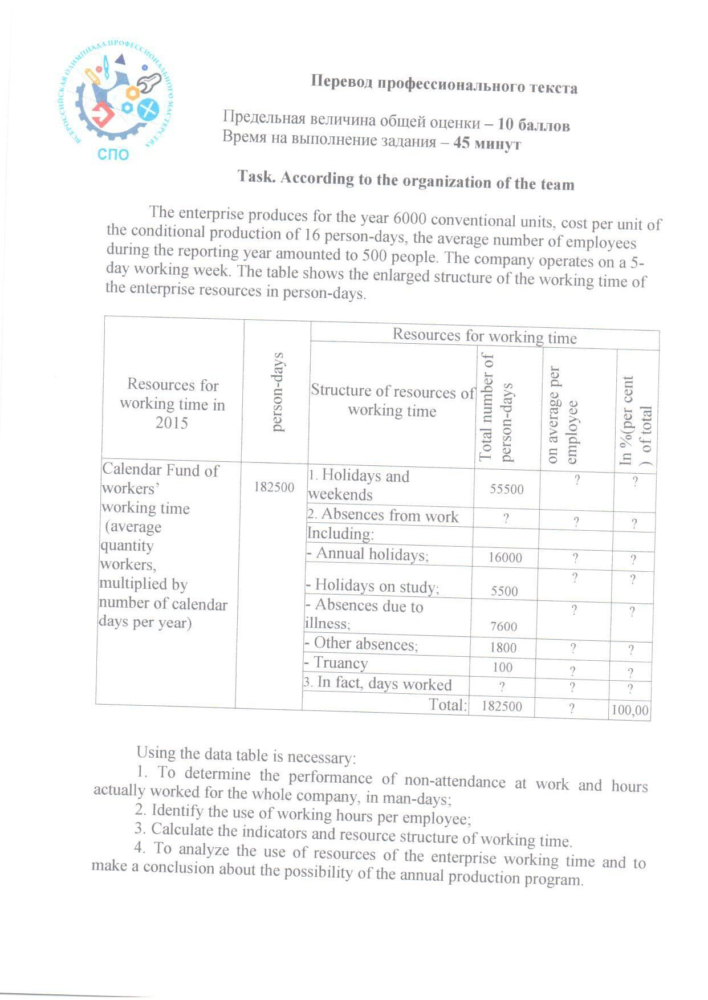 ВСЕРОССИЙСКАЯ ОЛИМПИАДА ПРОФЕССИОНАЛЬНОГО МАСТЕРСТВА
СПО
Перевод профессионального текста
Предельная величина общей оценки – 10 баллов
Время на выполнение задания – 45 минут
Task. According to the organization of the team
The enterprise produces for the year 6000 conventional units, cost per unit of
the conditional production of 16 person-days, the average number of employees
during the reporting year amounted to 500 people. The company operates on a 5-
day working week. The table shows the enlarged structure of the working time of
the enterprise resources in person-days.
Resources for
working time in
2015
person-days
Resources for working time
Structure of resources of
working time
Total number of
person-days
on average per
employee
In %(per cent
) of total
Calendar Fund of
workers’
working time
(average
quantity
workers,
multiplied by
number of calendar
days per year)
182500
1. Holidays and
weekends
55500
?
?
2. Absences from work
?
?
?
Including:
- Annual holidays;
16000
?
?
- Holidays on study;
5500
?
?
- Absences due to
illness;
7600
?
?
- Other absences;
1800
?
?
- Truancy
100
?
?
3. In fact, days worked
?
?
?
Total:
182500
?
100,00
Using the data table is necessary:
1. To determine the performance of non-attendance at work and hours
actually worked for the whole company, in man-days;
2. Identify the use of working hours per employee;
3. Calculate the indicators and resource structure of working time.
4. To analyze the use of resources of the enterprise working time and to
make a conclusion about the possibility of the annual production program.